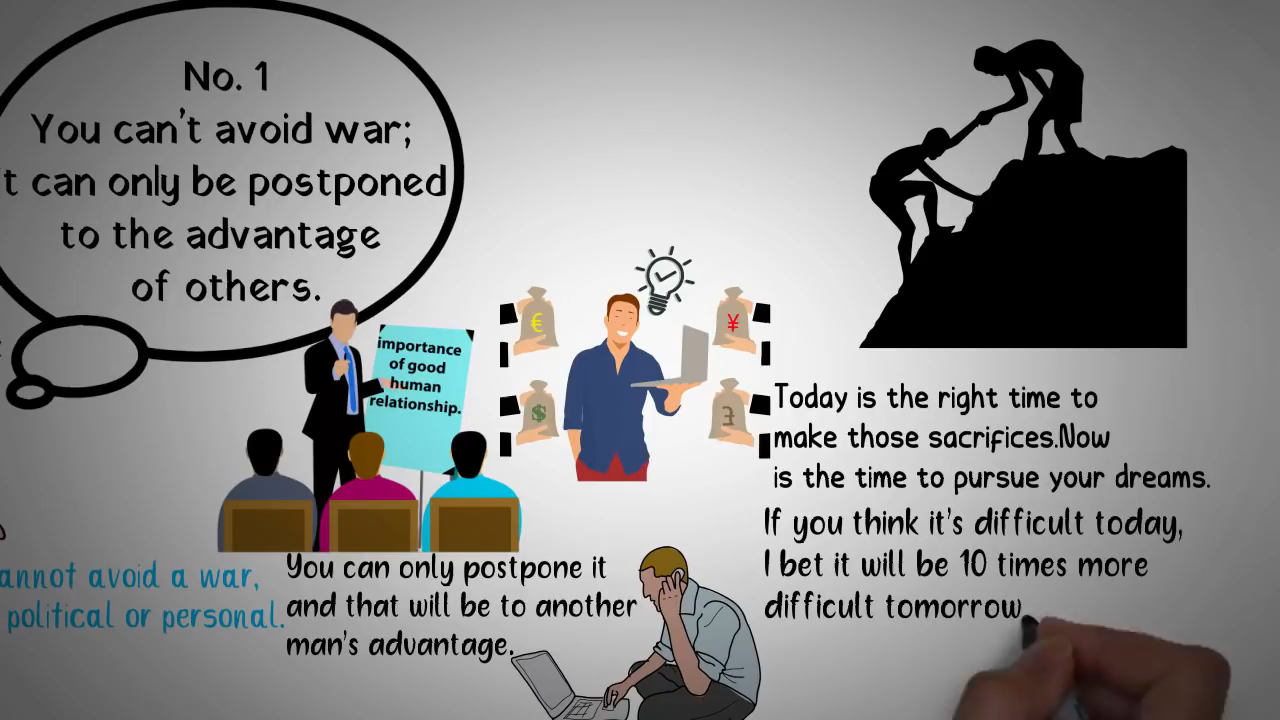 No. 1
You can't avoid war;
t can only be postponed
to the advantage
of others.
importance
of good
human
relationship.
€
¥
$
annot avoid a war,
political or personal.
You can only postpone it
and that will be to another
man's advantage.
Today is the right time to
make those sacrifices.Now
is the time to pursue your dreams.
If you think it's difficult today,
I bet it will be 10 times more
difficult tomorrow